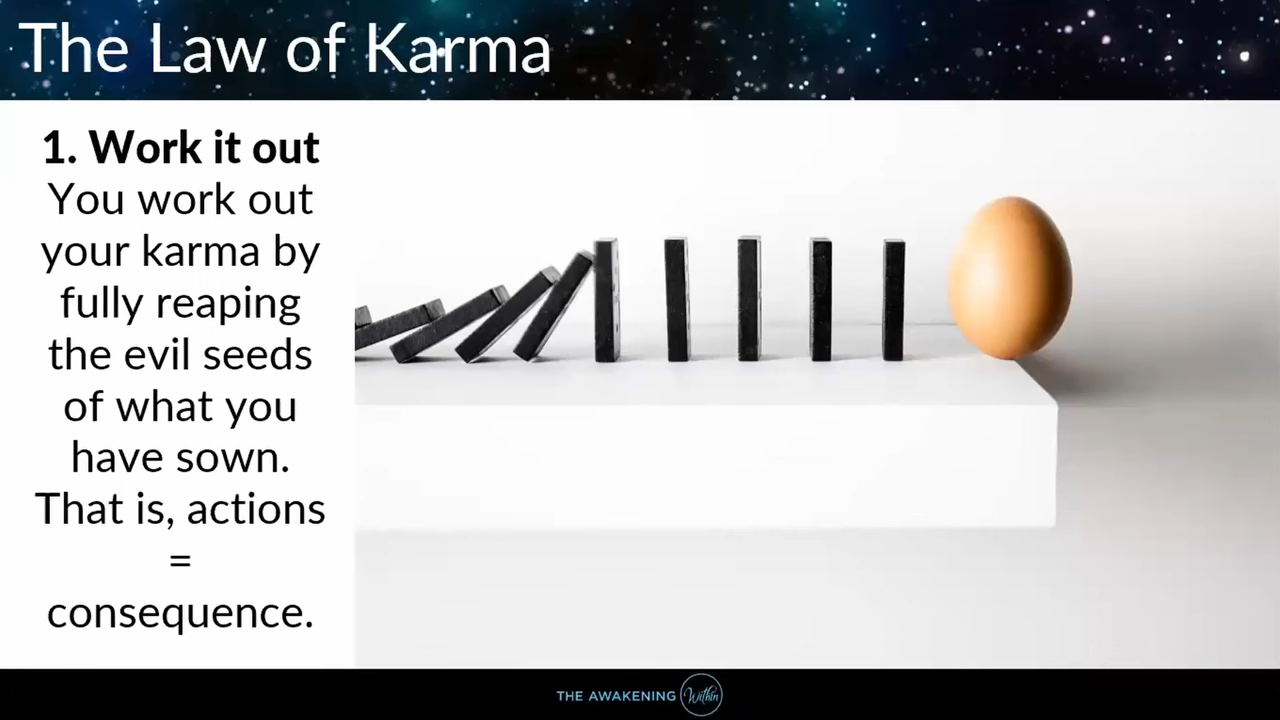 The Law of Karma
1. Work it out
You work out
your karma by
fully reaping
the evil seeds
of what you
have sown.
That is, actions
=
consequence.
THE AWAKENING Within